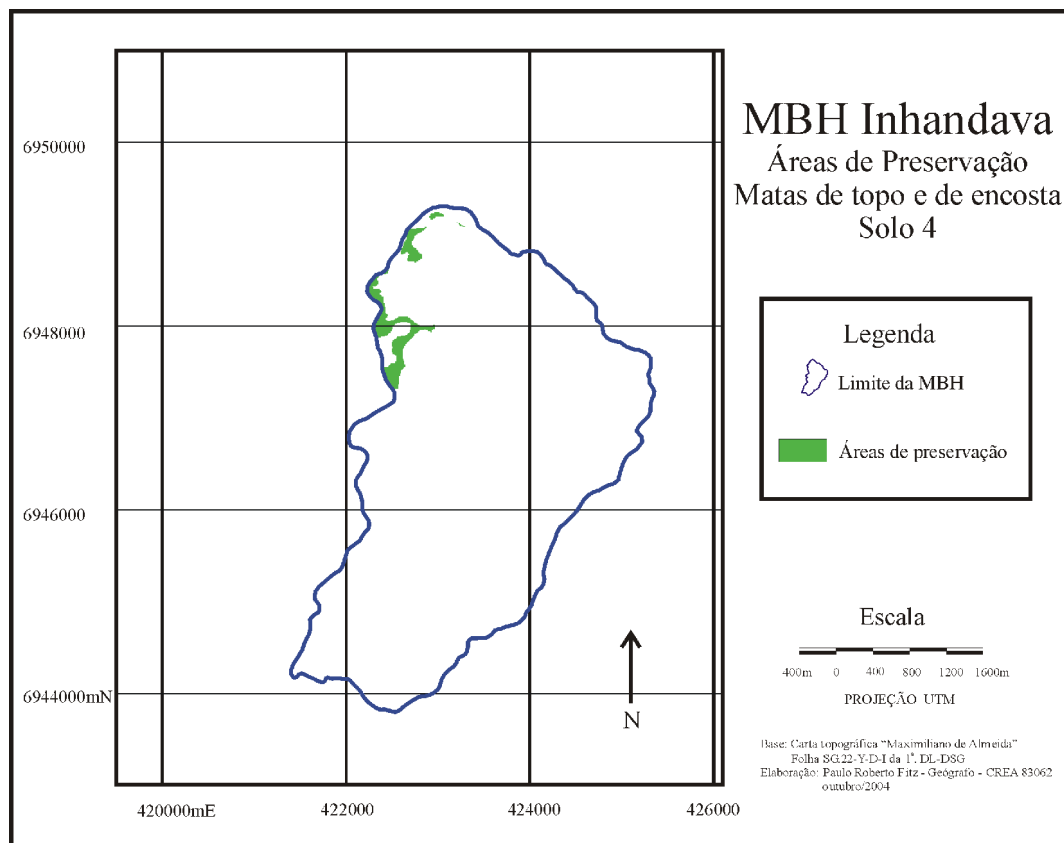 MBH Inhandava
Áreas de Preservação
Matas de topo e de encosta
Solo 4
6950000
6948000
6946000
6944000mN
420000mE
422000
424000
426000
Legenda
Limite da MBH
Áreas de preservação
N
Escala
400m 0 400 800 1200 1600m
PROJEÇÃO UTM
Base: Carta topográfica "Maximiliano de Almeida"
Folha SG.22-Y-D-I da 1ª. DL-DSG
Elaboração: Paulo Roberto Fitz - Geógrafo - CREA 83062
outubro/2004